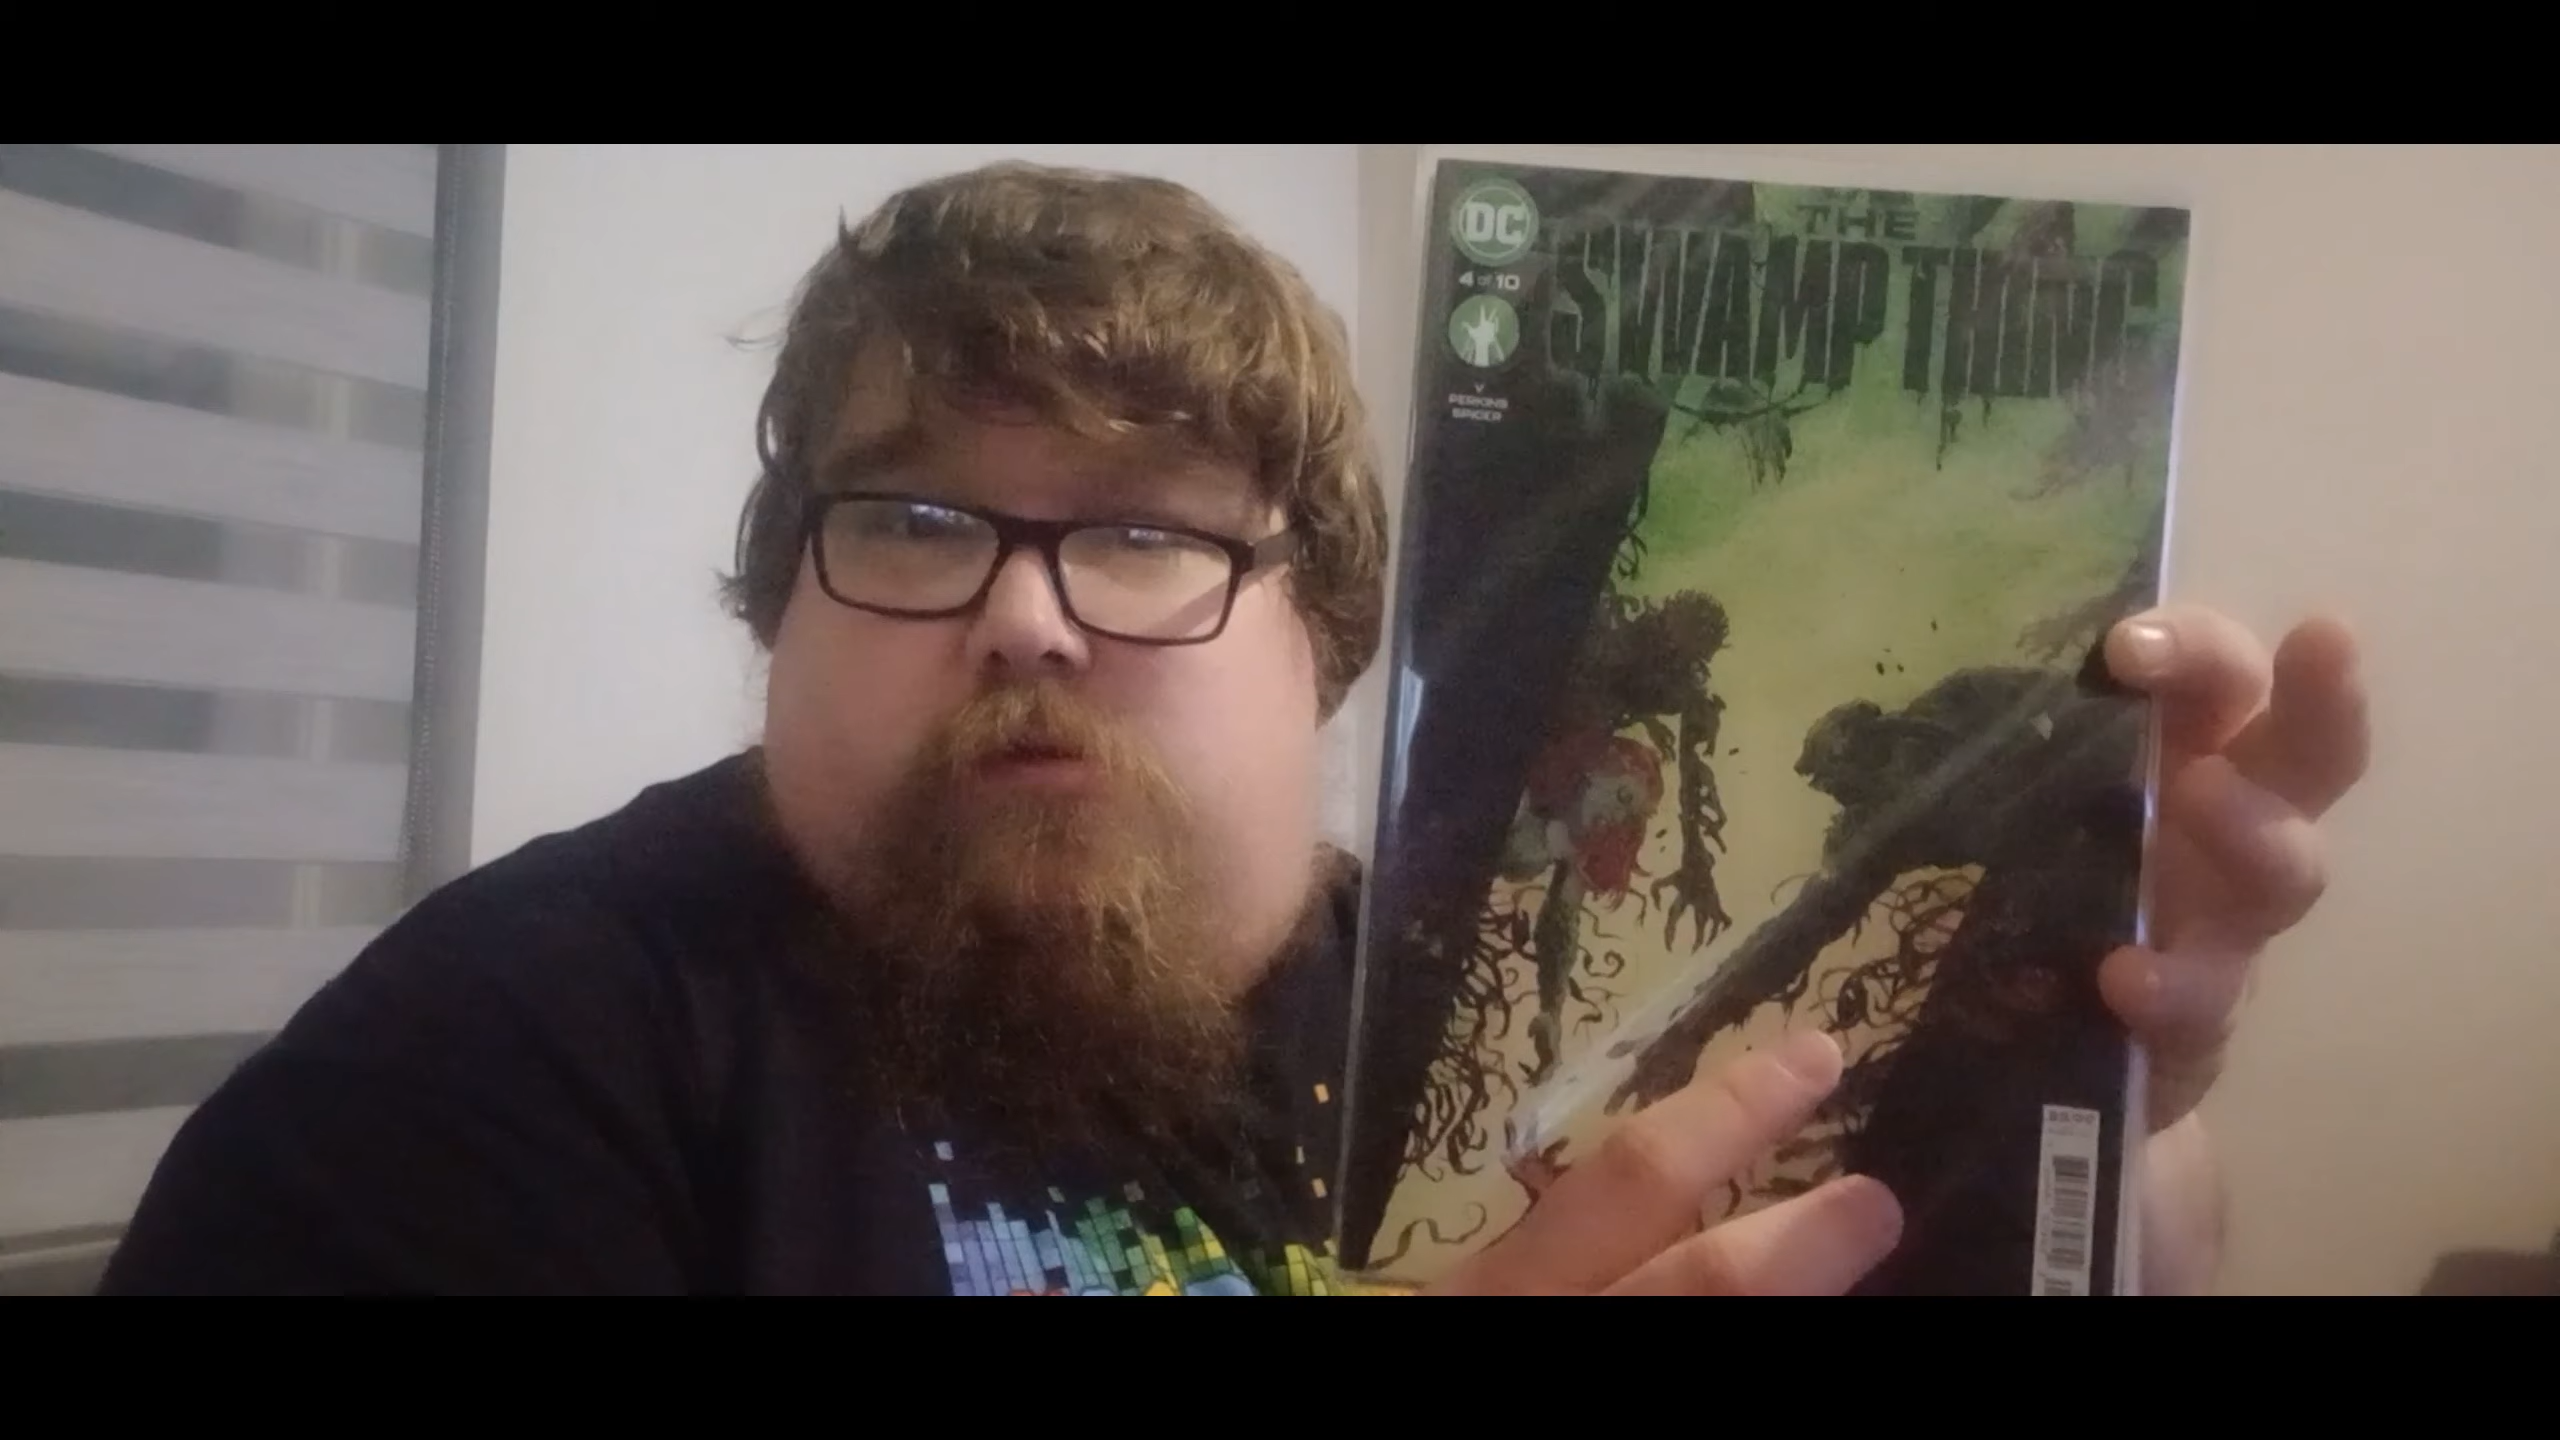 DC
4 of 10
V
PERKINS
SPICER
THE
SWAMP THING